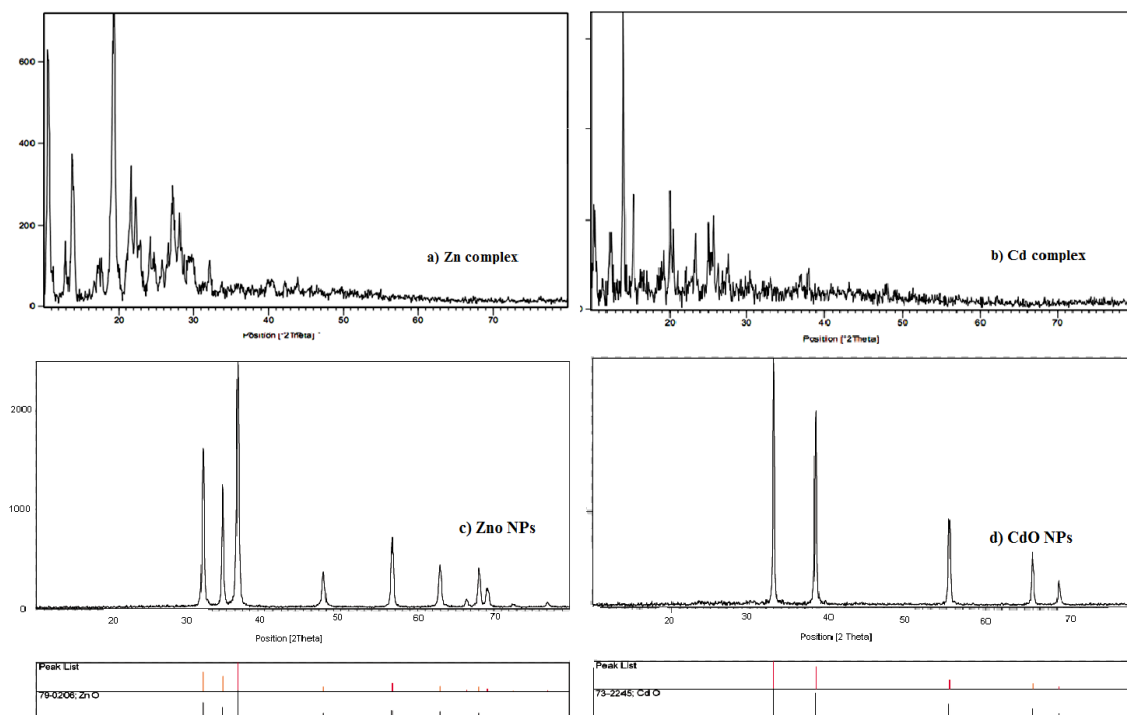 600
400
200
0
a) Zn complex
20
30
40
50
60
70
Position [°2Theta]
b) Cd complex
20
30
40
50
60
70
Position [°2Theta]
2000
1000
0
c) Zno NPs
20
30
40
50
60
70
Position [2Theta]
Peak List
79-0206; Zn O
d) CdO NPs
20
30
40
50
60
70
Position [2 Theta]
Peak List
73-2245; Cd O